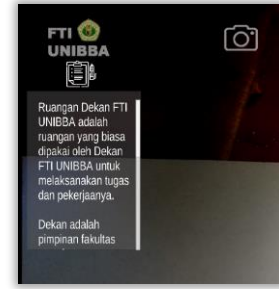 FTI
UNIBBA
Ruangan Dekan FTI
UNIBBA adalah
ruangan yang biasa
dipakai oleh Dekan
FTI UNIBBA untuk
melaksanakan tugas
dan pekerjaanya.
Dekan adalah
pimpinan fakultas